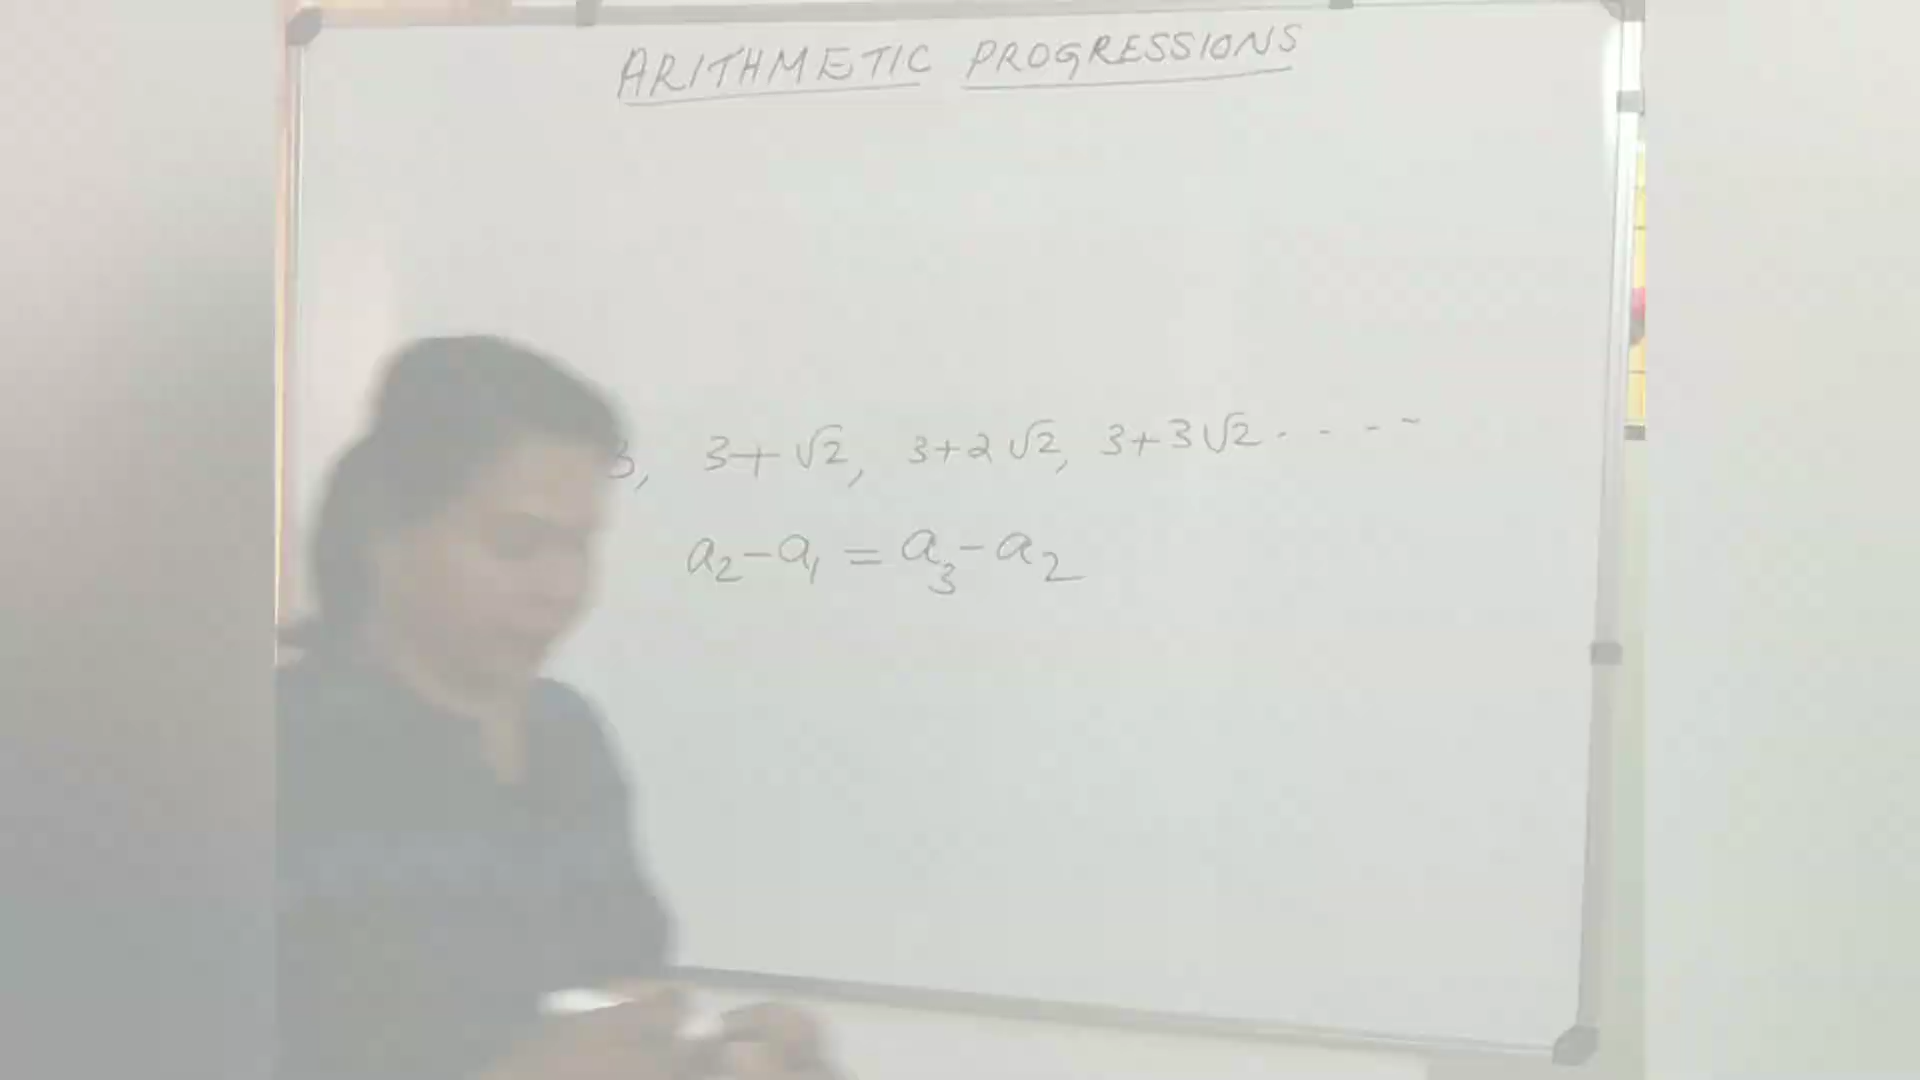 ARITHMETIC PROGRESSIONS
3, 3+√2, 3+2√2, 3+3√2 . - - -
a₂-a₁ = a₃-a₂